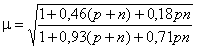 μ = √((1 + 0,46(p + n) + 0,18pn) / (1 + 0,93(p + n) + 0,71pn))